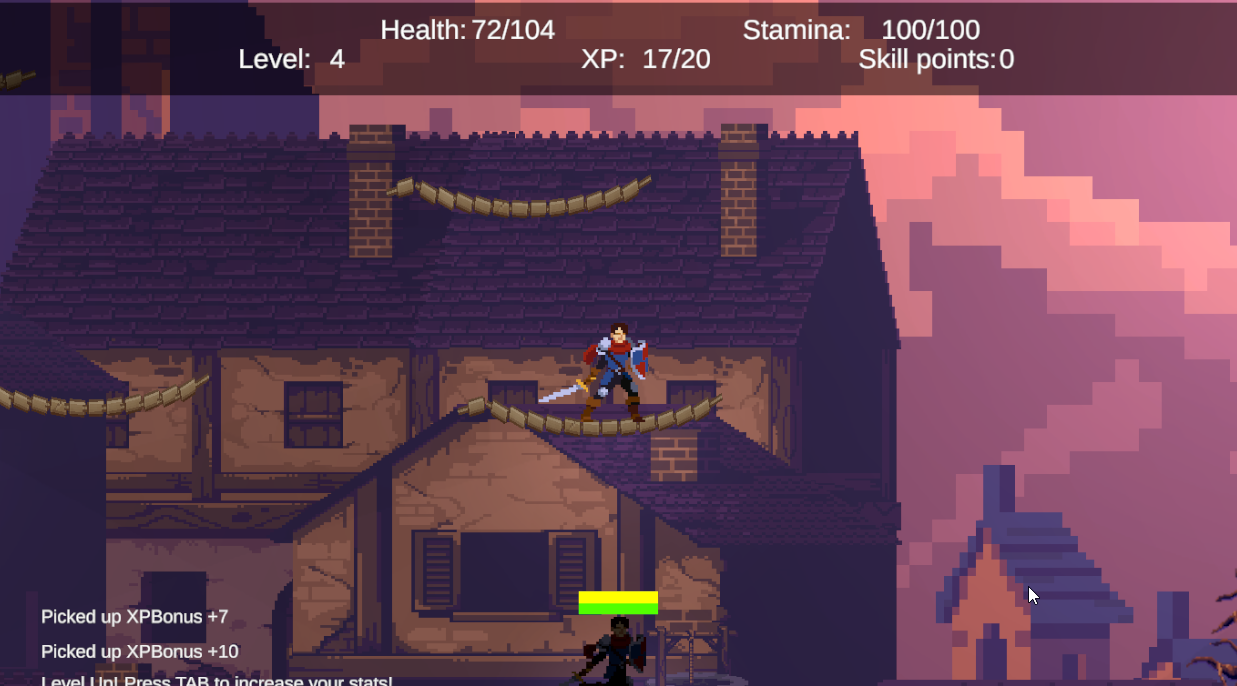 Health: 72/104 Stamina: 100/100
Level: 4 XP: 17/20 Skill points:0
Picked up XPBonus +7
Picked up XPBonus +10
Level Up! Press TAB to increase your stats!